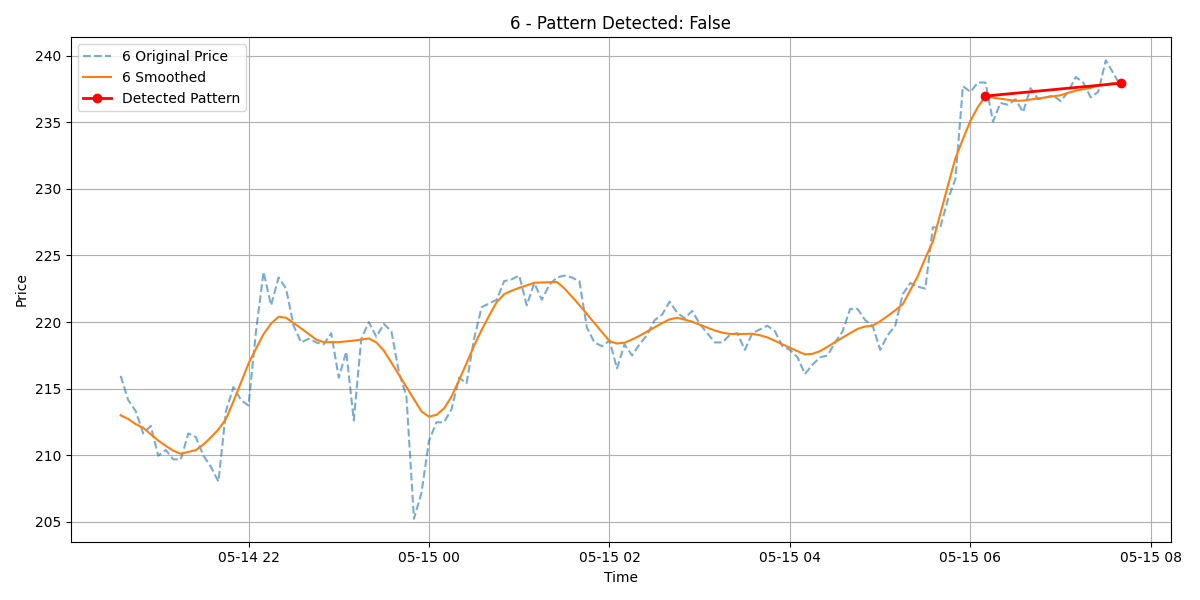 6 - Pattern Detected: False
6 Original Price
6 Smoothed
Detected Pattern
Price
240
235
230
225
220
215
210
205
05-14 22
05-15 00
05-15 02
05-15 04
05-15 06
05-15 08
Time